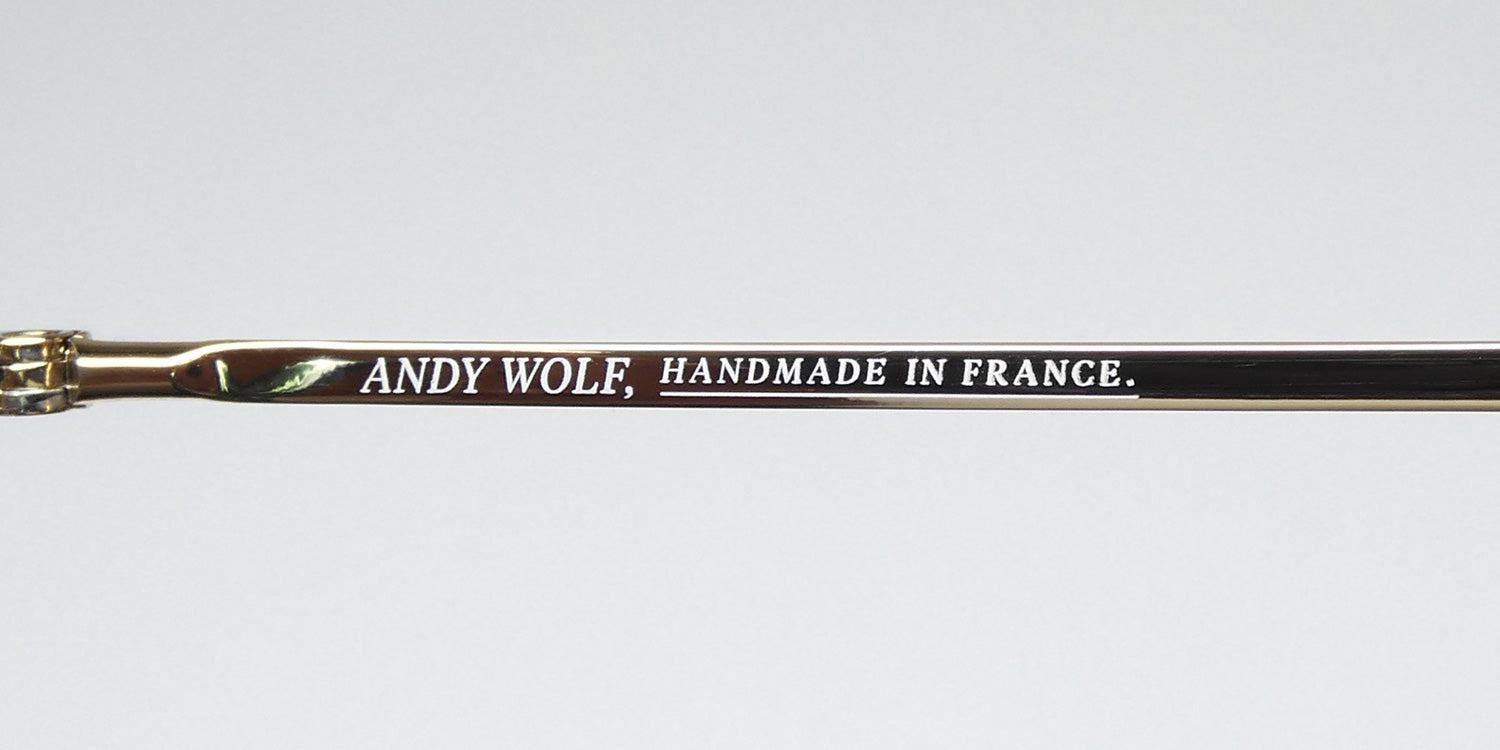 ANDY WOLF, HANDMADE IN FRANCE.